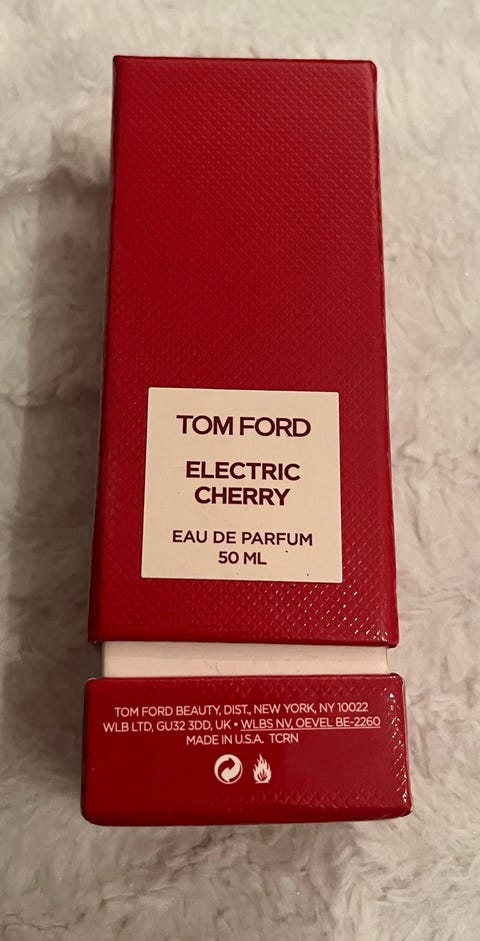 TOM FORD
ELECTRIC
CHERRY
EAU DE PARFUM
50 ML
TOM FORD BEAUTY, DIST., NEW YORK, NY 10022
WLB LTD, GU32 3DD, UK • WLBS NV, OEVEL BE-2260
MADE IN U.S.A. TCRN